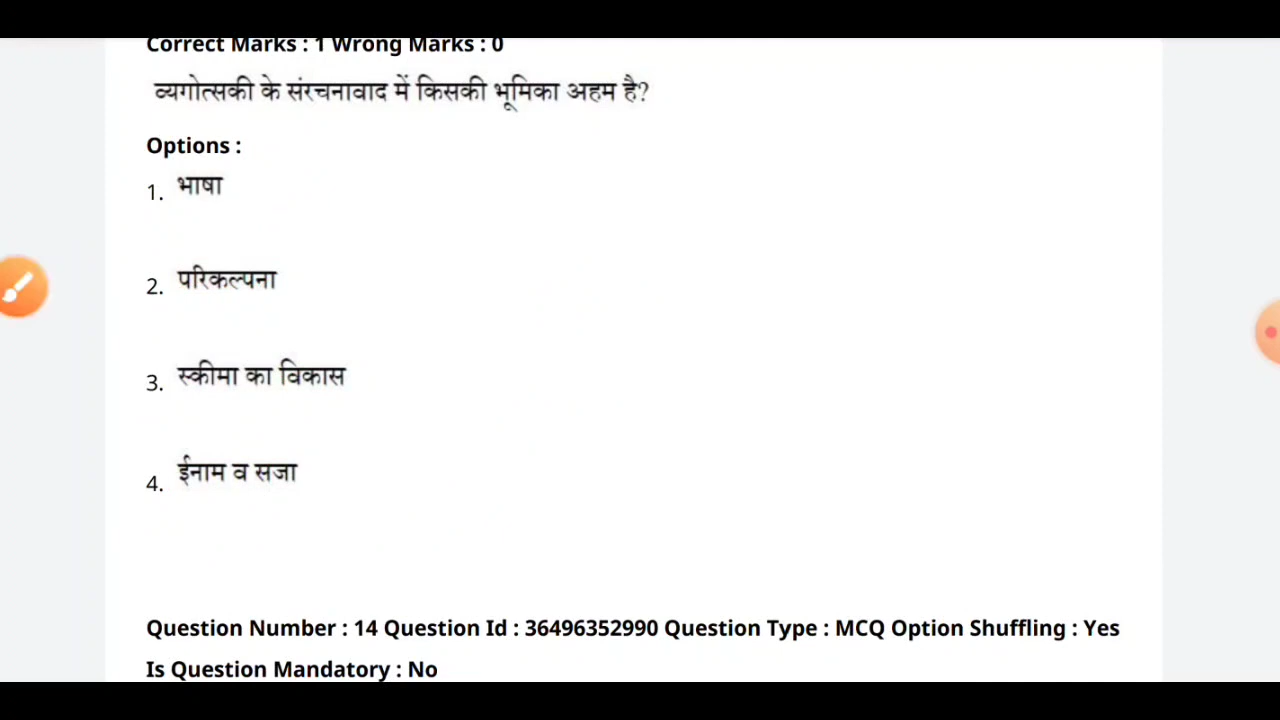 Correct Marks : 1 Wrong Marks : 0
व्यगोत्सकी के संरचनावाद में किसकी भूमिका अहम है?
Options :
1. भाषा
2. परिकल्पना
3. स्कीमा का विकास
4. ईनाम व सजा
Question Number : 14 Question Id : 36496352990 Question Type : MCQ Option Shuffling : Yes
Is Question Mandatory : No